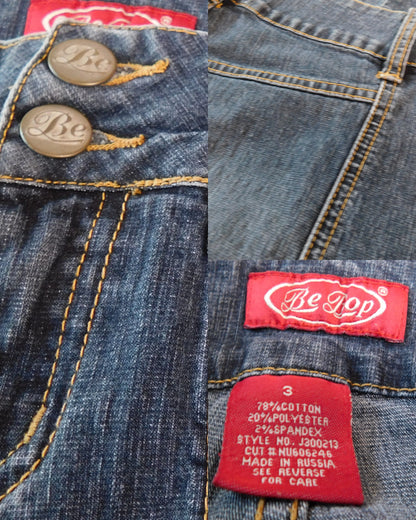 Be
Be
Be Bop®
3
78%COTTON
20%POLYESTER
2%SPANDEX
STYLE NO. J300213
CUT #:NU606246
MADE IN RUSSIA
SEE REVERSE
FOR CARE